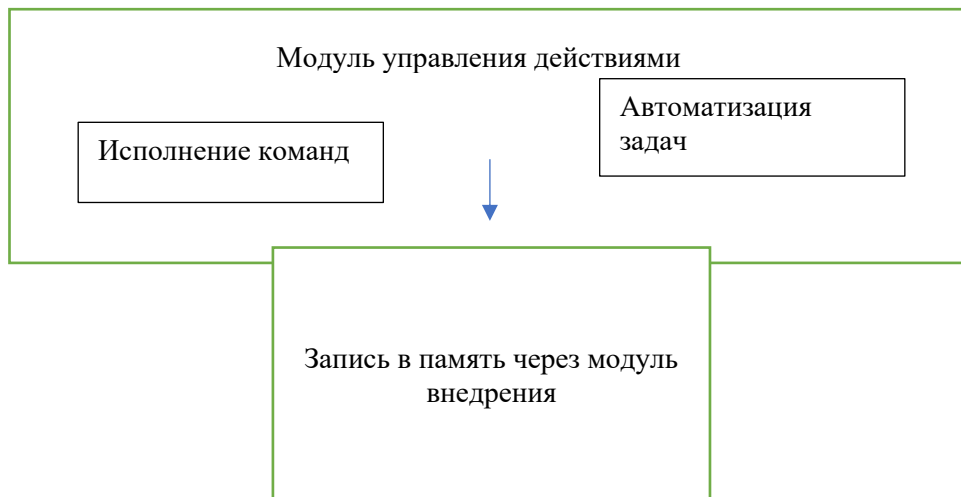 Модуль управления действиями
Исполнение команд
Автоматизация
задач
Запись в память через модуль
внедрения